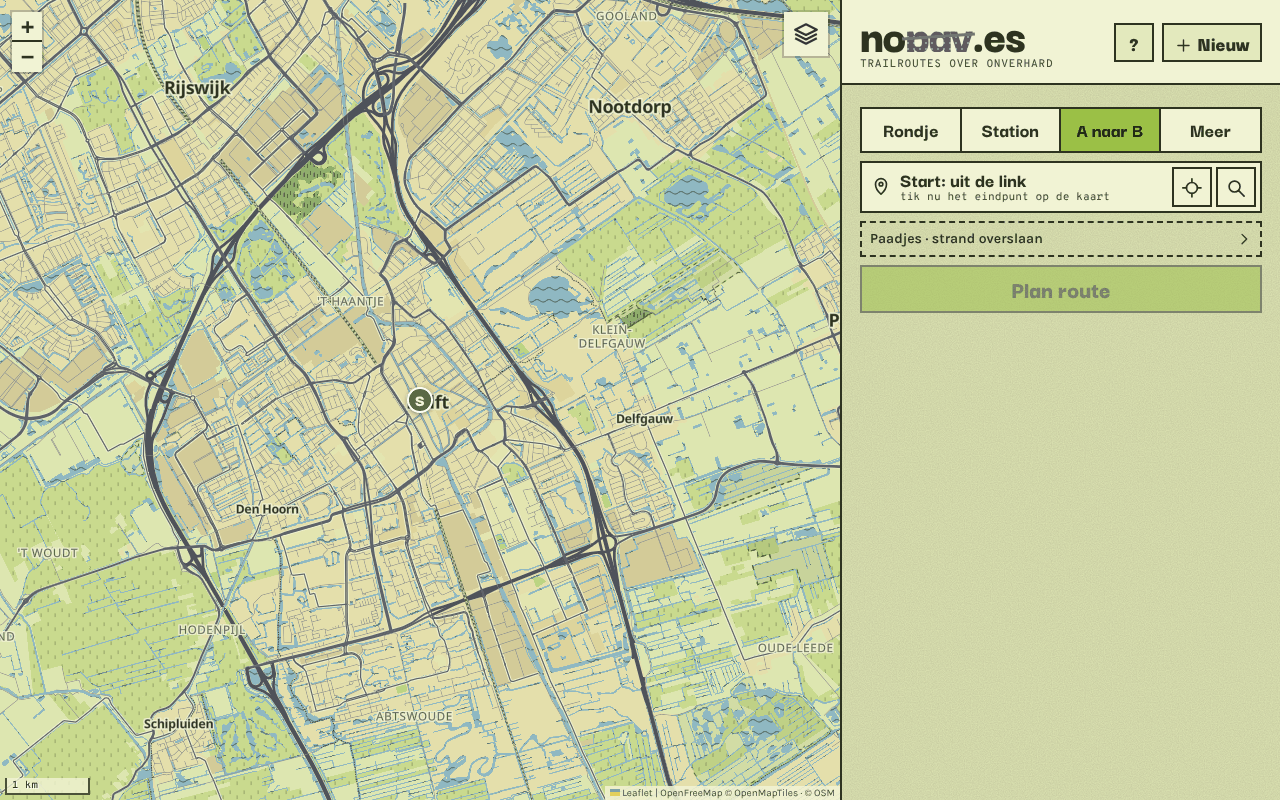 +
−
GOOLAND
Rijswijk
Nootdorp
'T HAANTJE
KLEIN-
DELFGAUW
P
S
ft
Delfgauw
Den Hoorn
'T WOUDT
ND
HODENPIJL
OUDE LEEDE
Schipluiden
ABTSWOUDE
1 km
Leaflet | OpenFreeMap © OpenMapTiles · © OSM
nopav.es
TRAILROUTES OVER ONVERHARD
?
+ Nieuw
Rondje
Station
A naar B
Meer
Start: uit de link
tik nu het eindpunt op de kaart
Paadjes · strand overslaan
Plan route